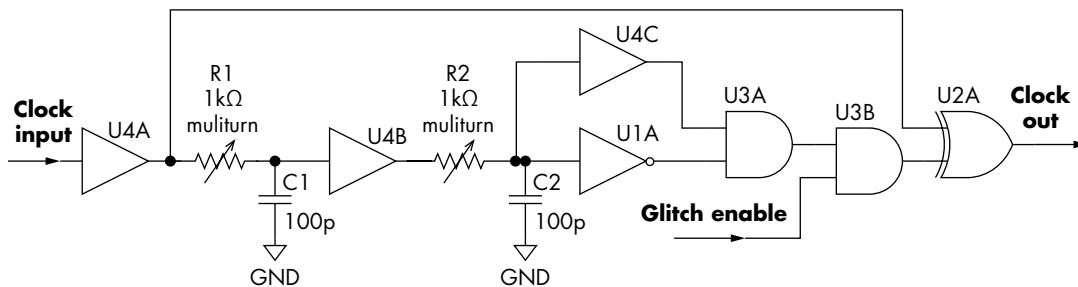 Clock
input
U4A
R1
1kΩ
muliturn
C1
100p
GND
U4B
R2
1kΩ
muliturn
C2
100p
GND
U4C
U1A
U3A
Glitch enable
U3B
U2A
Clock
out